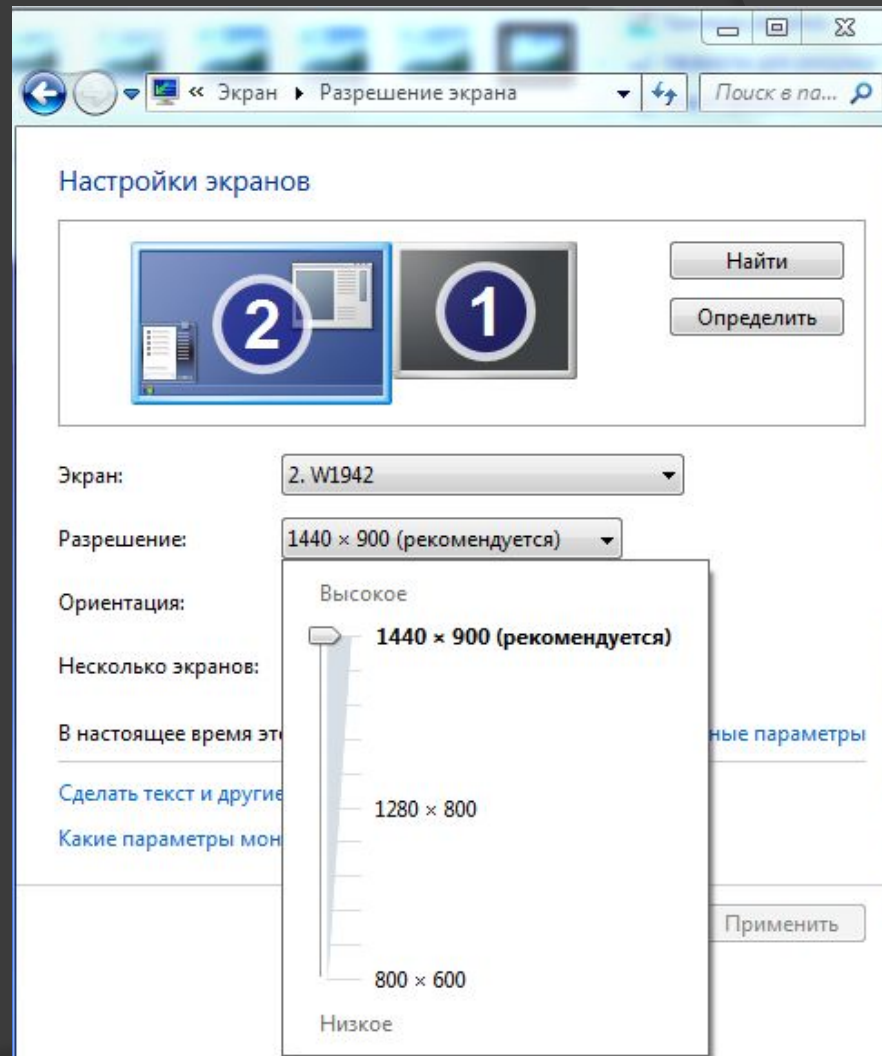 « Экран ▸ Разрешение экрана
Поиск в па...
Настройки экранов
2
1
Найти
Определить
Экран:
2. W1942
Разрешение:
1440 × 900 (рекомендуется)
Ориентация:
Высокое
1440 × 900 (рекомендуется)
Несколько экранов:
В настоящее время это
ные параметры
Сделать текст и другие
1280 × 800
Какие параметры мон
Применить
800 × 600
Низкое